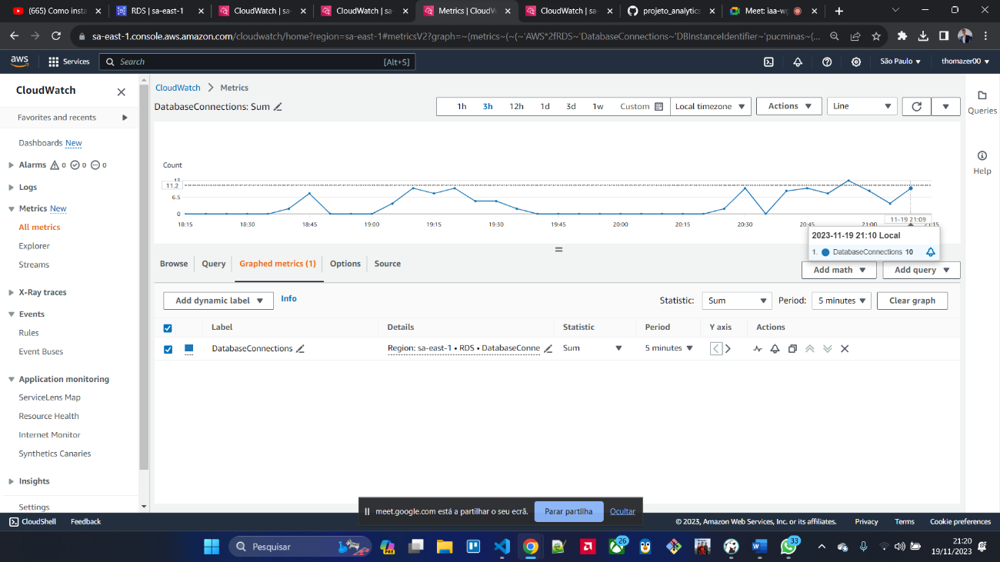 (665) Como insta
RDS | sa-east-1
CloudWatch | sa-
CloudWatch | sa-
Metrics | CloudW
CloudWatch | sa-
projeto_analytics
Meet: iaa-wg
sa-east-1.console.aws.amazon.com/cloudwatch/home?region=sa-east-1#metricsV2?graph=~(metrics~(~(~'AWS*2fRDS~'DatabaseConnections~'DBInstanceIdentifier~'pucminas~(...
aws
Services
Search
[Alt+S]
São Paulo
thomazer00
CloudWatch
Favorites and recents
Dashboards New
Alarms 0 0 0
Logs
Metrics New
All metrics
Explorer
Streams
X-Ray traces
Events
Rules
Event Buses
Application monitoring
ServiceLens Map
Resource Health
Internet Monitor
Synthetics Canaries
Insights
Settings
CloudWatch > Metrics
DatabaseConnections: Sum
1h 3h 12h 1d 3d 1w Custom
Local timezone
Actions
Line
Queries
Help
Count
13
11.2
6.5
0
18:15 18:30 18:45 19:00 19:15 19:30 19:45 20:00 20:15 20:30 20:45 21:00
11-19 21:09
2023-11-19 21:10 Local
1. DatabaseConnections 10
Browse Query Graphed metrics (1) Options Source
Add math
Add query
Add dynamic label
Info
Statistic: Sum
Period: 5 minutes
Clear graph
Label Details Statistic Period Y axis Actions
DatabaseConnections Region: sa-east-1 • RDS • DatabaseConne Sum 5 minutes
meet.google.com está a partilhar o seu ecrã.
Parar partilha
Ocultar
CloudShell
Feedback
© 2023, Amazon Web Services, Inc. or its affiliates.
Privacy
Terms
Cookie preferences
Pesquisar
PRE
26
33
21:20
19/11/2023